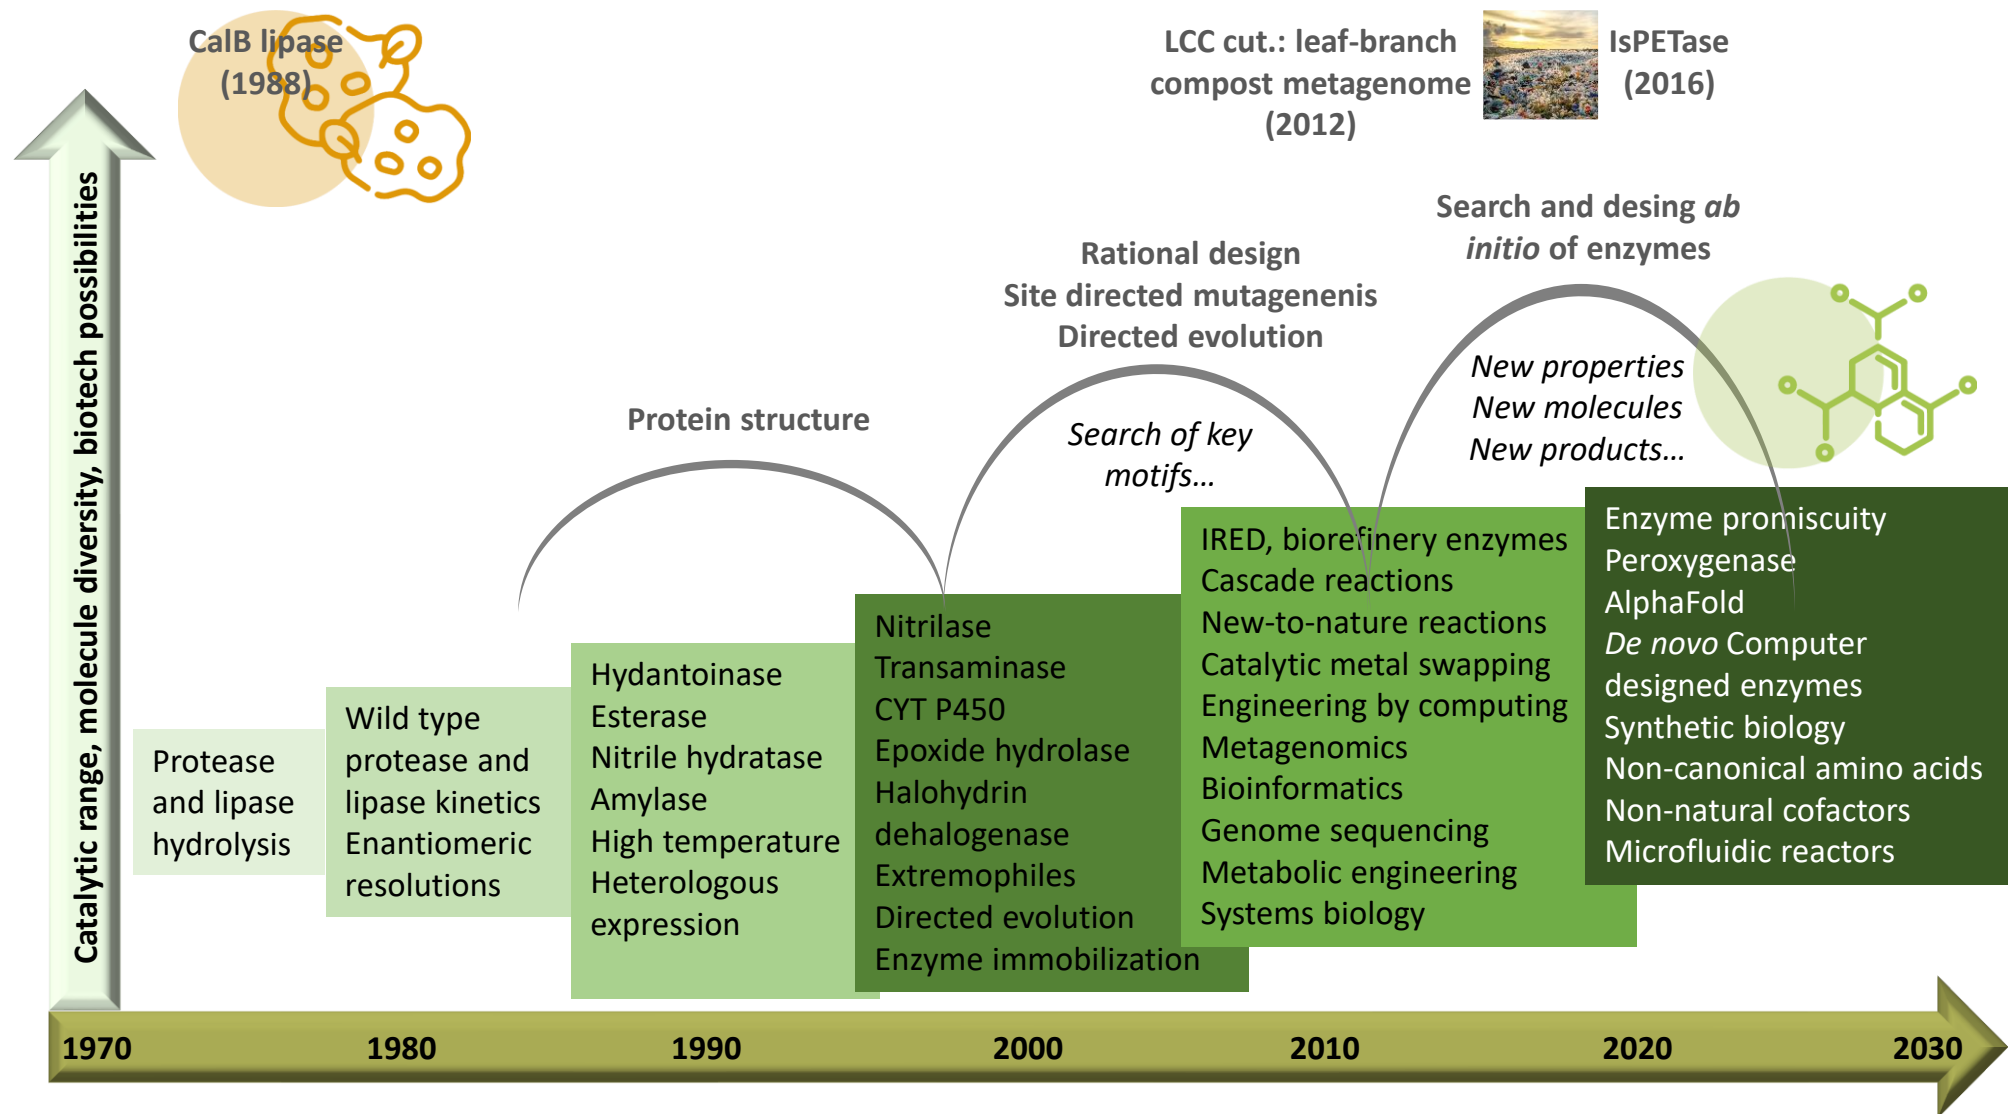 CalB lipase
(1988)
LCC cut.: leaf-branch
compost metagenome
(2012)
IsPETase
(2016)
Catalytic range, molecule diversity, biotech possibilities
Protein structure
Rational design
Site directed mutagenenis
Directed evolution
Search of key
motifs...
Search and desing ab
initio of enzymes
New properties
New molecules
New products...
Protease
and lipase
hydrolysis
Wild type
protease and
lipase kinetics
Enantiomeric
resolutions
Hydantoinase
Esterase
Nitrile hydratase
Amylase
High temperature
Heterologous
expression
Nitrilase
Transaminase
CYT P450
Epoxide hydrolase
Halohydrin
dehalogenase
Extremophiles
Directed evolution
Enzyme immobilization
IRED, biorefinery enzymes
Cascade reactions
New-to-nature reactions
Catalytic metal swapping
Engineering by computing
Metagenomics
Bioinformatics
Genome sequencing
Metabolic engineering
Systems biology
Enzyme promiscuity
Peroxygenase
AlphaFold
De novo Computer
designed enzymes
Synthetic biology
Non-canonical amino acids
Non-natural cofactors
Microfluidic reactors
1970
1980
1990
2000
2010
2020
2030